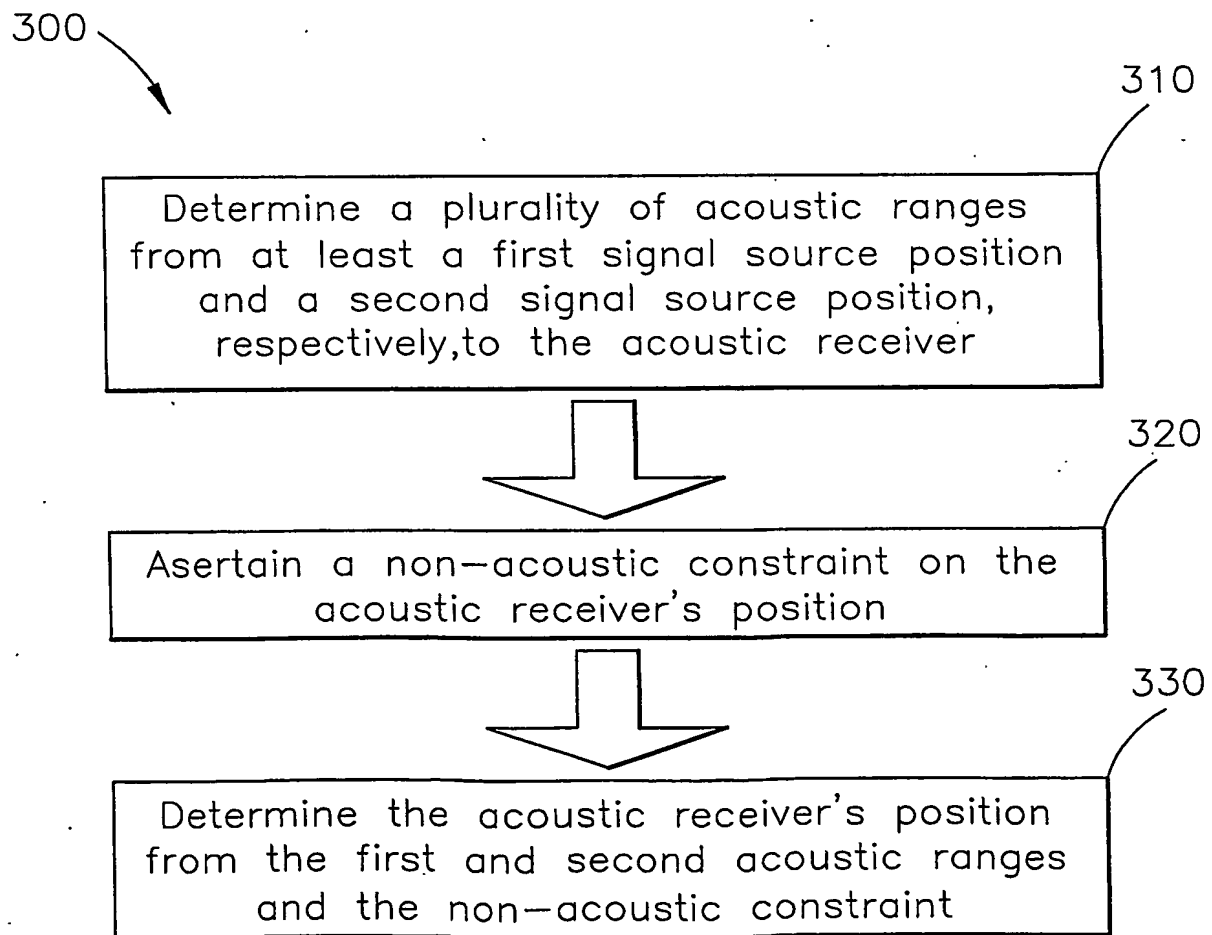 300
310
Determine a plurality of acoustic ranges
from at least a first signal source position
and a second signal source position,
respectively,to the acoustic receiver
320
Asertain a non-acoustic constraint on the
acoustic receiver's position
330
Determine the acoustic receiver's position
from the first and second acoustic ranges
and the non-acoustic constraint